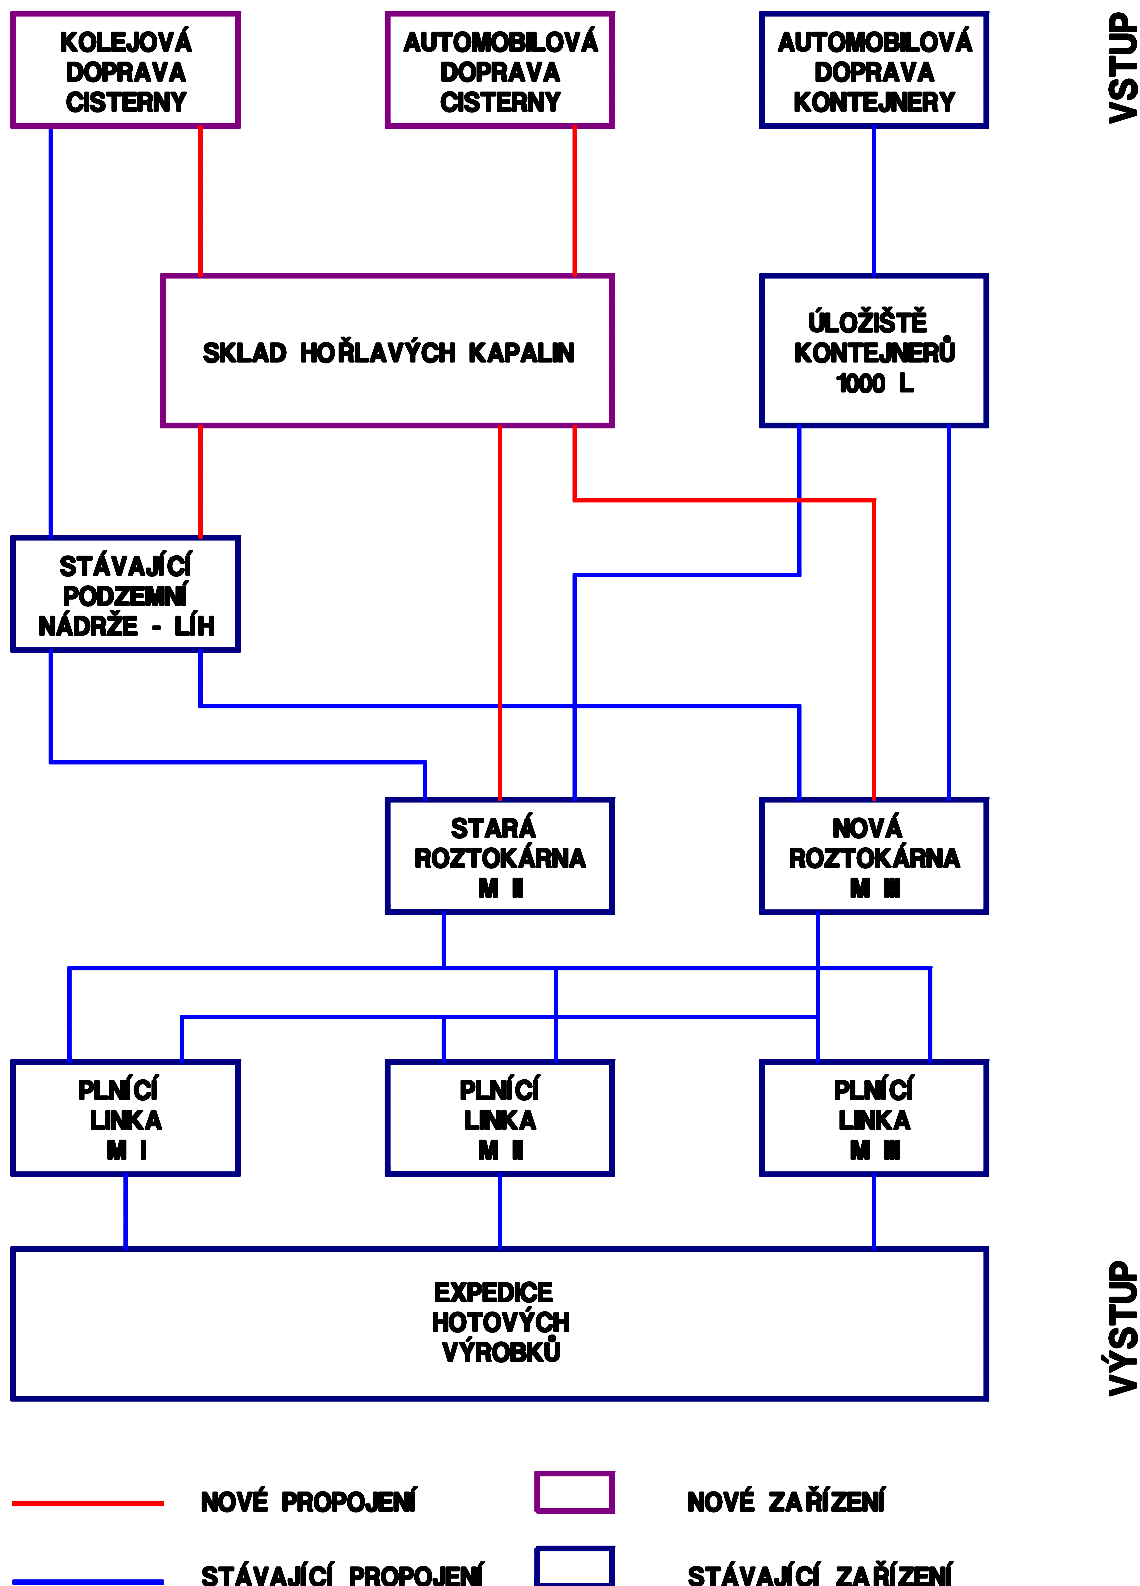 KOLEJOVÁ
DOPRAVA
CISTERNY
AUTOMOBILOVÁ
DOPRAVA
CISTERNY
AUTOMOBILOVÁ
DOPRAVA
KONTEJNERY
VSTUP
SKLAD HOŘLAVÝCH KAPALIN
ÚLOŽIŠTĚ
KONTEJNERŮ
1000 L
STÁVAJÍCÍ
PODZEMNÍ
NÁDRŽE - LÍH
STARÁ
ROZTOKÁRNA
M II
NOVÁ
ROZTOKÁRNA
M III
PLNÍCÍ
LINKA
M I
PLNÍCÍ
LINKA
M II
PLNÍCÍ
LINKA
M III
EXPEDICE
HOTOVÝCH
VÝROBKŮ
VÝSTUP
NOVÉ PROPOJENÍ
NOVÉ ZAŘÍZENÍ
STÁVAJÍCÍ PROPOJENÍ
STÁVAJÍCÍ ZAŘÍZENÍ